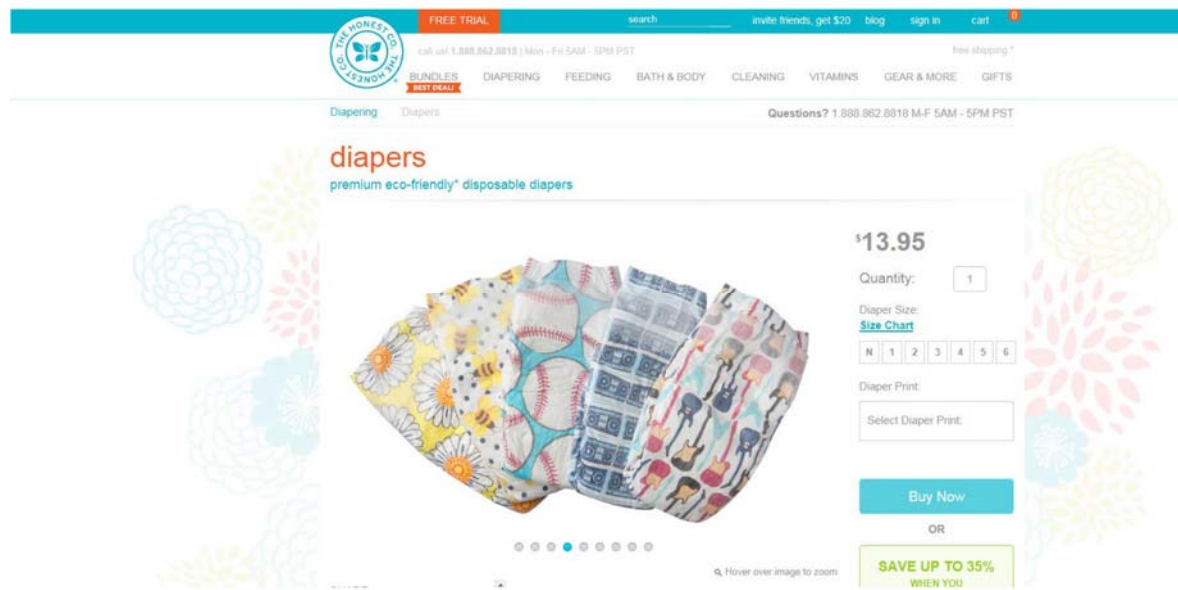 FREE TRIAL
search
invite friends, get $20 blog sign in cart 0
THE HONEST CO. THE HONEST CO.
call us! 1.888.862.8818 | Mon - Fri 5AM - 5PM PST
free shipping *
BUNDLES DIAPERING FEEDING BATH & BODY CLEANING VITAMINS GEAR & MORE GIFTS
BEST DEAL!
Diapering Diapers
Questions? 1.888.862.8818 M-F 5AM - 5PM PST
diapers
premium eco-friendly* disposable diapers
$13.95
Quantity: 1
Diaper Size:
Size Chart
N 1 2 3 4 5 6
Diaper Print:
Select Diaper Print:
Buy Now
OR
Hover over image to zoom
SAVE UP TO 35%
WHEN YOU